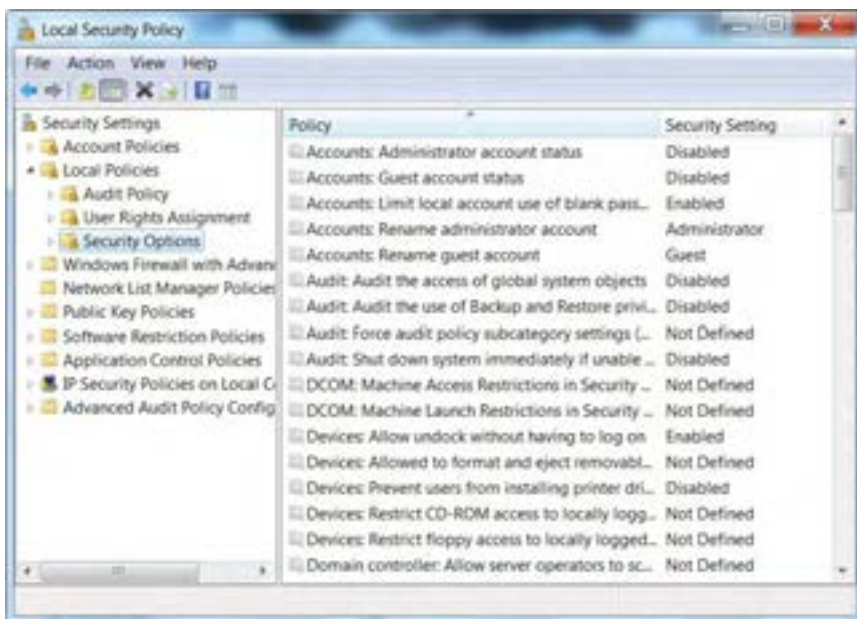 Local Security Policy
File Action View Help
Security Settings
Account Policies
Local Policies
Audit Policy
User Rights Assignment
Security Options
Windows Firewall with Advan
Network List Manager Policies
Public Key Policies
Software Restriction Policies
Application Control Policies
IP Security Policies on Local C
Advanced Audit Policy Config
Policy Security Setting
Accounts: Administrator account status Disabled
Accounts: Guest account status Disabled
Accounts: Limit local account use of blank pass... Enabled
Accounts: Rename administrator account Administrator
Accounts: Rename guest account Guest
Audit: Audit the access of global system objects Disabled
Audit: Audit the use of Backup and Restore privi... Disabled
Audit: Force audit policy subcategory settings (... Not Defined
Audit: Shut down system immediately if unable ... Disabled
DCOM: Machine Access Restrictions in Security ... Not Defined
DCOM: Machine Launch Restrictions in Security ... Not Defined
Devices: Allow undock without having to log on Enabled
Devices: Allowed to format and eject removabl... Not Defined
Devices: Prevent users from installing printer dri... Disabled
Devices: Restrict CD-ROM access to locally logg... Not Defined
Devices: Restrict floppy access to locally logged... Not Defined
Domain controller: Allow server operators to sc... Not Defined